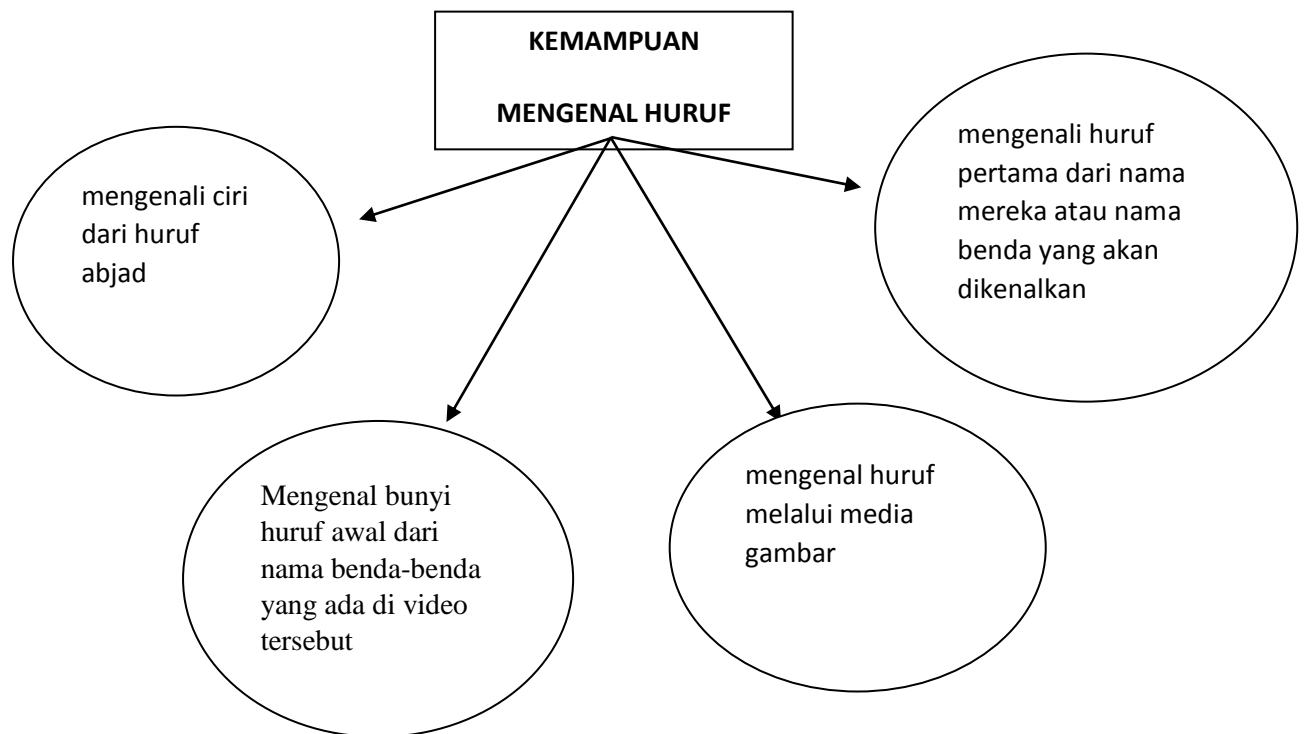 KEMAMPUAN
MENGENAL HURUF
mengenali ciri
dari huruf
abjad
mengenali huruf
pertama dari nama
mereka atau nama
benda yang akan
dikenalkan
Mengenal bunyi
huruf awal dari
nama benda-benda
yang ada di video
tersebut
mengenal huruf
melalui media
gambar